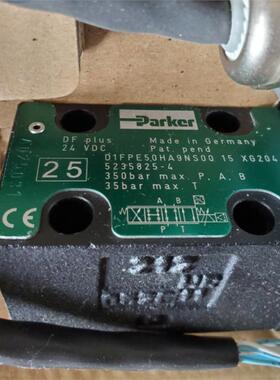 Parker
DF plus Made in Germany
24 VDC Pat. pend
D1FPE50HA9NS00 15 XG204
5235825-4
25
350bar max. P, A, B
35bar max. T
CE
A B
P T